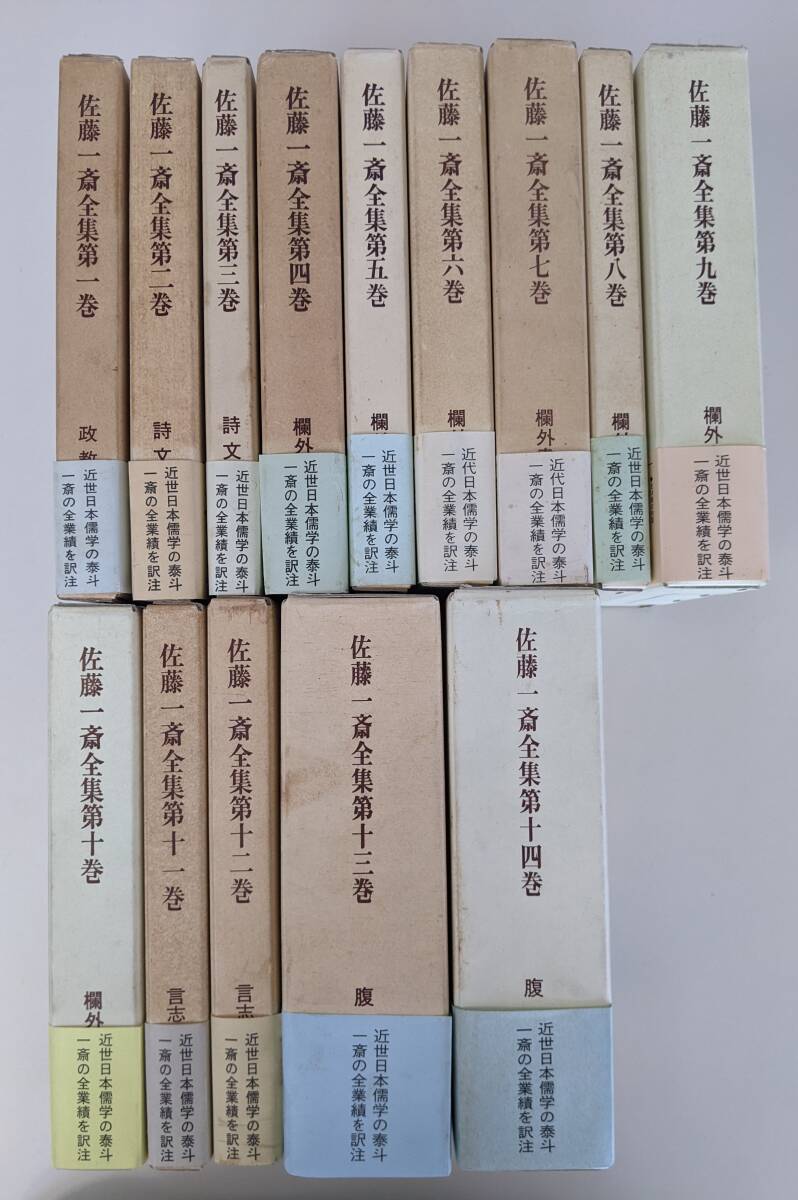 佐藤一斎全集第一巻
政教
近世日本儒学の泰斗
一斎の全業績を訳注
佐藤一斎全集第二巻
詩文
近世日本儒学の泰斗
一斎の全業績を訳注
佐藤一斎全集第三巻
詩文
近世日本儒学の泰斗
一斎の全業績を訳注
佐藤一斎全集第四巻
欄外
近世日本儒学の泰斗
一斎の全業績を訳注
佐藤一斎全集第五巻
欄
近世日本儒学の泰斗
一斎の全業績を訳注
佐藤一斎全集第六巻
欄
近代日本儒学の泰斗
一斎の全業績を訳注
佐藤一斎全集第七巻
欄外
近代日本儒学の泰斗
一斎の全業績を訳注
佐藤一斎全集第八巻
欄
近世日本儒学の泰斗
一斎の全業績を訳注
佐藤一斎全集第九巻
欄外
近世日本儒学の泰斗
一斎の全業績を訳注
佐藤一斎全集第十巻
欄外
近世日本儒学の泰斗
一斎の全業績を訳注
佐藤一斎全集第十一巻
言志
近世日本儒学の泰斗
一斎の全業績を訳注
佐藤一斎全集第十二巻
言志
近世日本儒学の泰斗
一斎の全業績を訳注
佐藤一斎全集第十三巻
腹
近世日本儒学の泰斗
一斎の全業績を訳注
佐藤一斎全集第十四巻
腹
近世日本儒学の泰斗
一斎の全業績を訳注